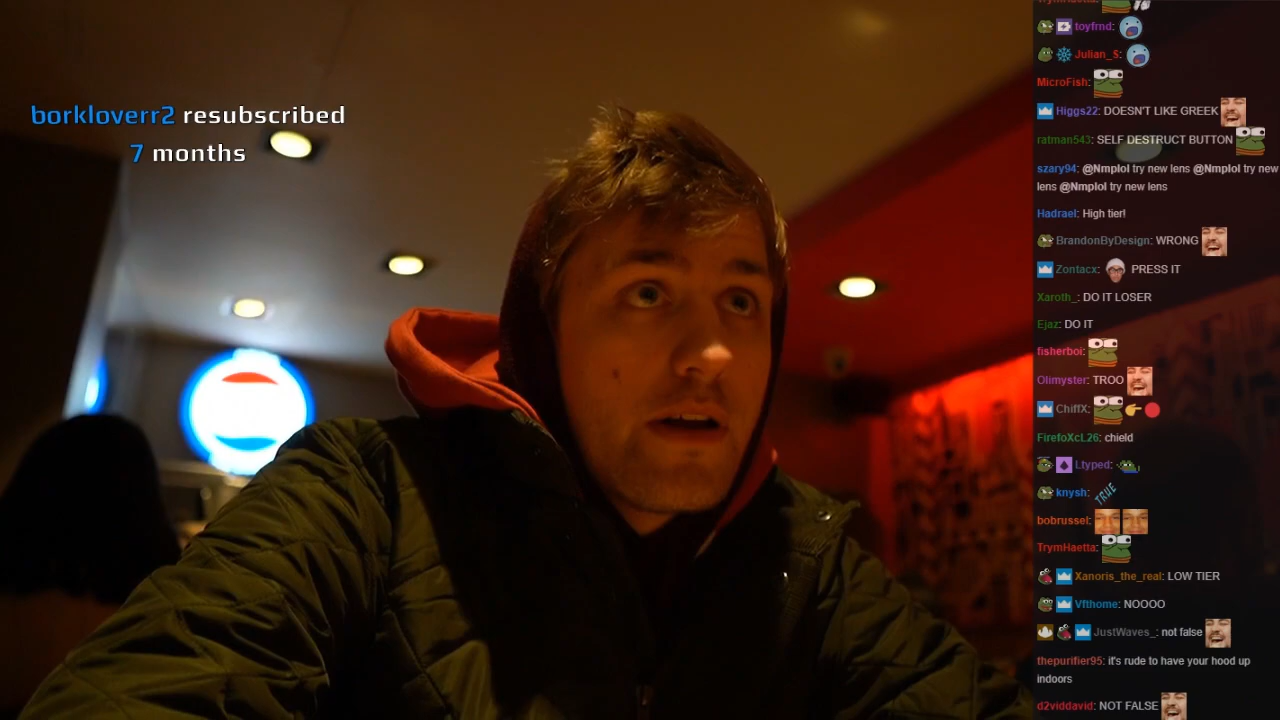 borkloverr2 resubscribed
7 months
toyfrnd:
Julian_S:
MicroFish:
Higgs22: DOESN'T LIKE GREEK
ratman543: SELF DESTRUCT BUTTON
szary94: @Nmplol try new lens @Nmplol try new
lens @Nmplol try new lens
Hadrael: High tier!
BrandonByDesign: WRONG
Zontacx: PRESS IT
Xaroth_: DO IT LOSER
Ejaz: DO IT
fisherboi:
Olimyster: TROO
ChiffX:
FirefoXcL26: chield
Ltyped:
knysh: TRUE
bobrussel:
TrymHaetta:
Xanoris_the_real: LOW TIER
Vfthome: NOOOO
JustWaves_: not false
thepurifier95: it's rude to have your hood up
indoors
d2viddavid: NOT FALSE